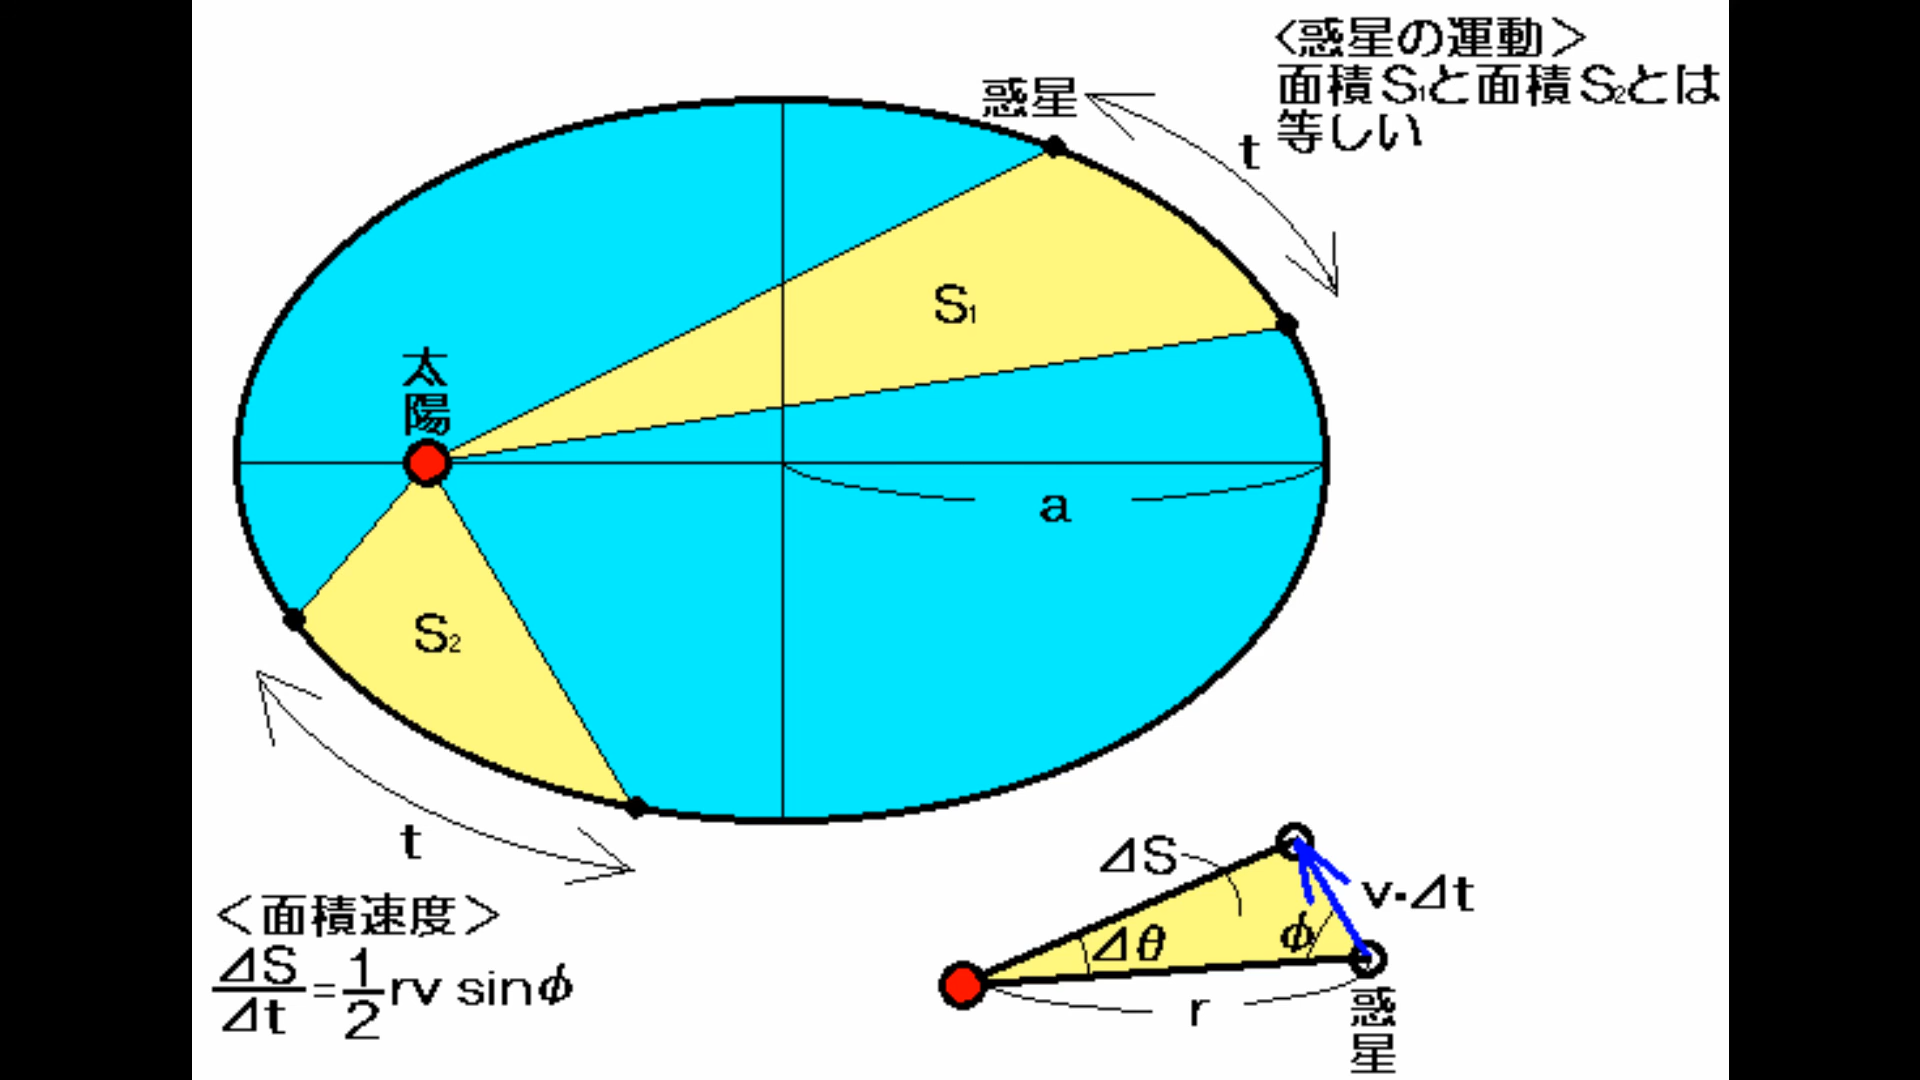 <惑星の運動>
面積S₁と面積S₂とは
等しい
惑星
t
S₁
太陽
a
S₂
t
<面積速度>
ΔS/Δt=1/2 rv sinφ
ΔS
v・Δt
Δθ
φ
r
惑星